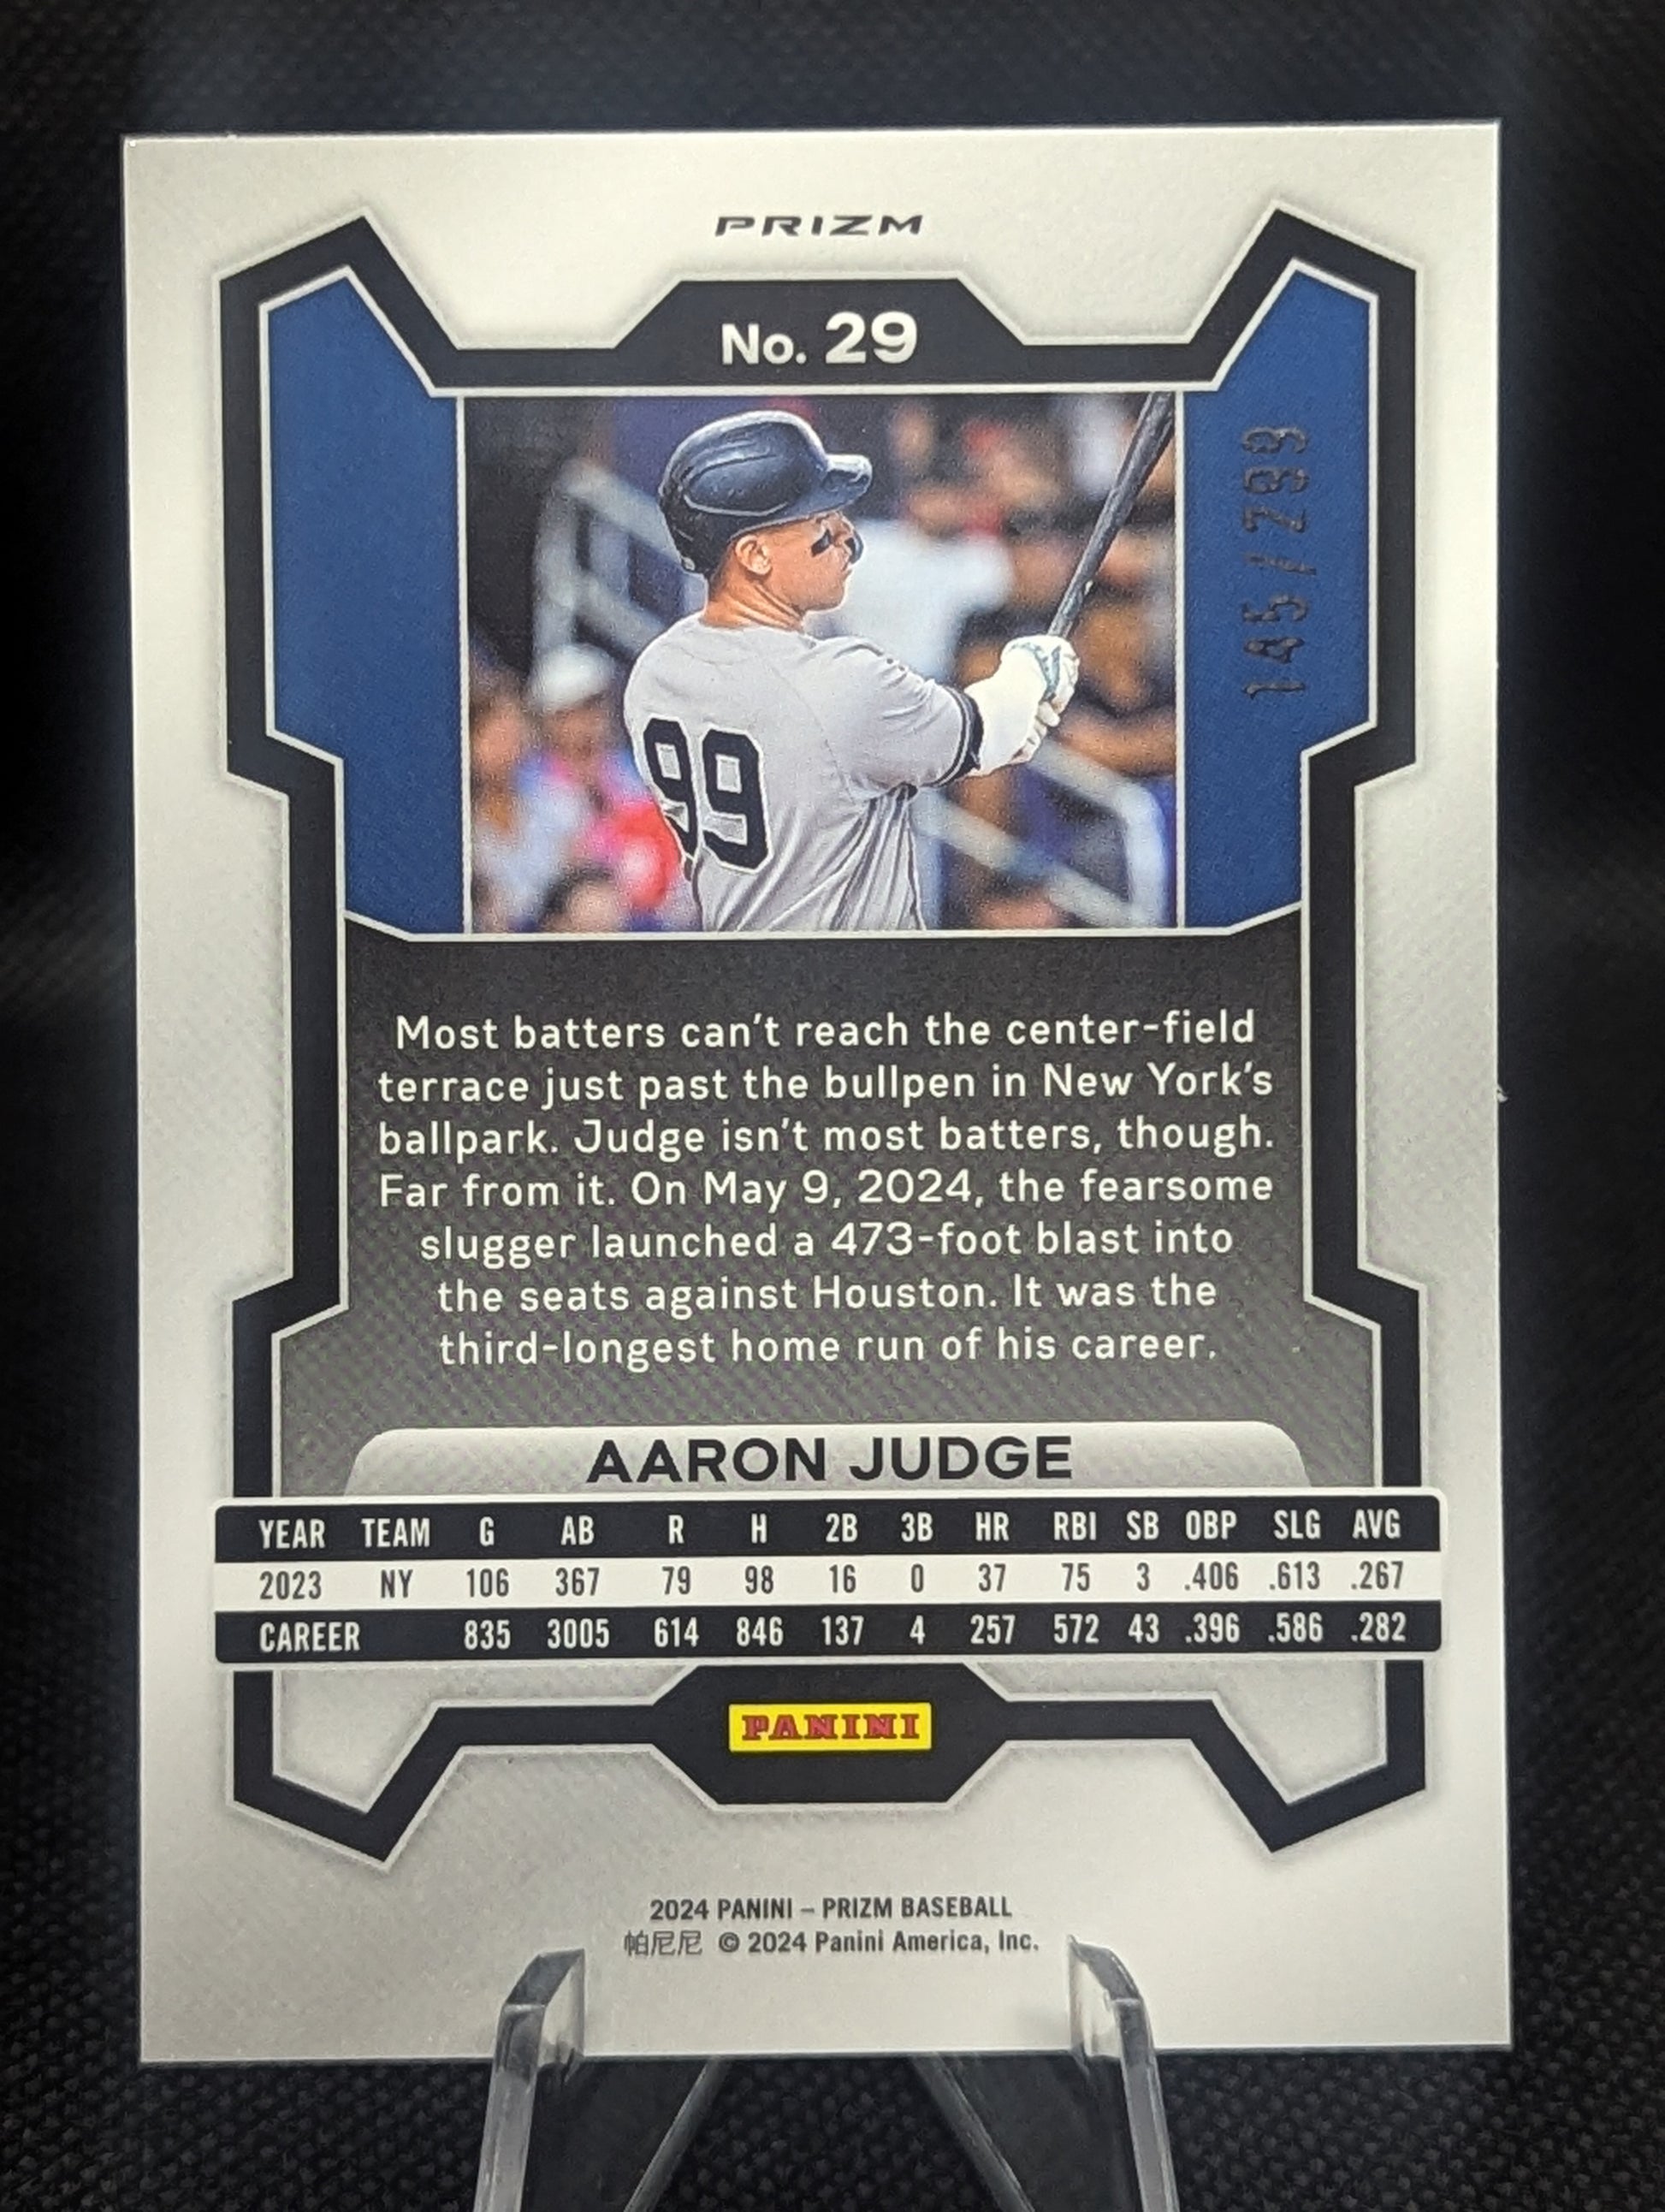 PRIZM
No. 29
145/299
99
Most batters can't reach the center-field
terrace just past the bullpen in New York's
ballpark. Judge isn't most batters, though.
Far from it. On May 9, 2024, the fearsome
slugger launched a 473-foot blast into
the seats against Houston. It was the
third-longest home run of his career.
AARON JUDGE
YEAR TEAM G AB R H 2B 3B HR RBI SB OBP SLG AVG
2023 NY 106 367 79 98 16 0 37 75 3 .406 .613 .267
CAREER 835 3005 614 846 137 4 257 572 43 .396 .586 .282
PANINI
2024 PANINI – PRIZM BASEBALL
帕尼尼 © 2024 Panini America, Inc.